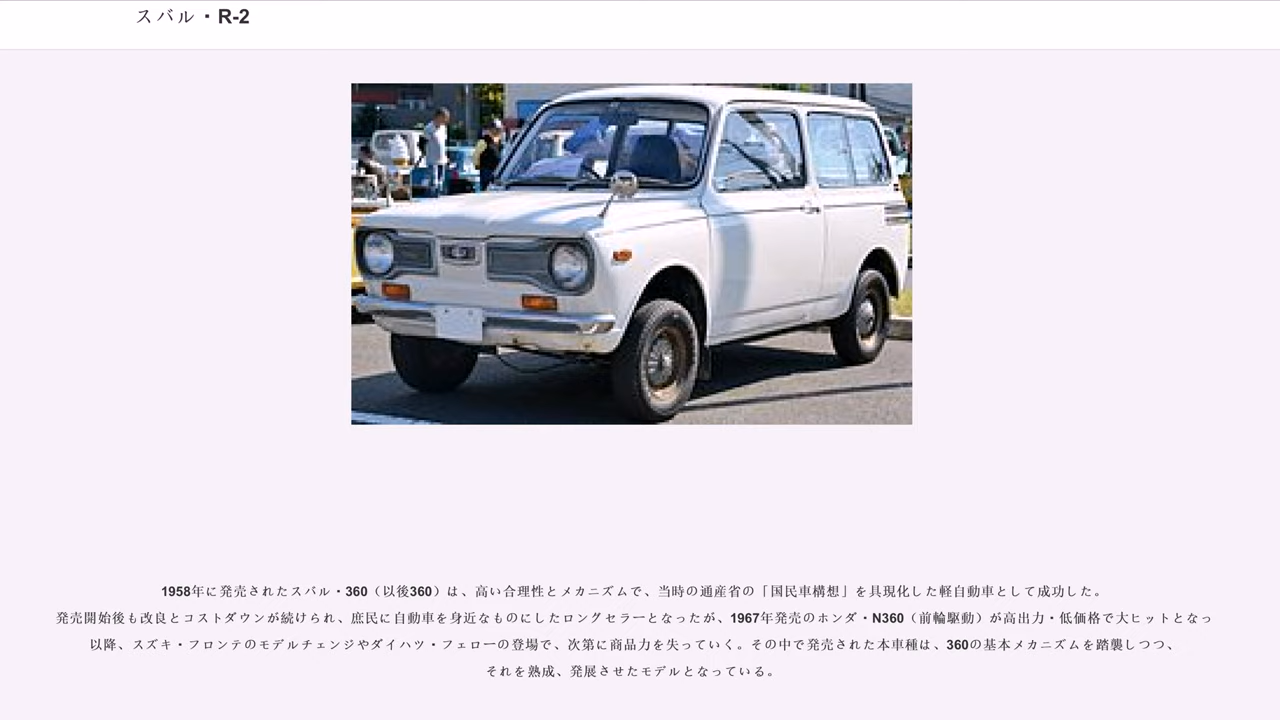 スバル・R-2
1958年に発売されたスバル・360（以後360）は、高い合理性とメカニズムで、当時の通産省の「国民車構想」を具現化した軽自動車として成功した。
発売開始後も改良とコストダウンが続けられ、庶民に自動車を身近なものにしたロングセラーとなったが、1967年発売のホンダ・N360（前輪駆動）が高出力・低価格で大ヒットとなっ
以降、スズキ・フロンテのモデルチェンジやダイハツ・フェローの登場で、次第に商品力を失っていく。その中で発売された本車種は、360の基本メカニズムを踏襲しつつ、
それを熟成、発展させたモデルとなっている。